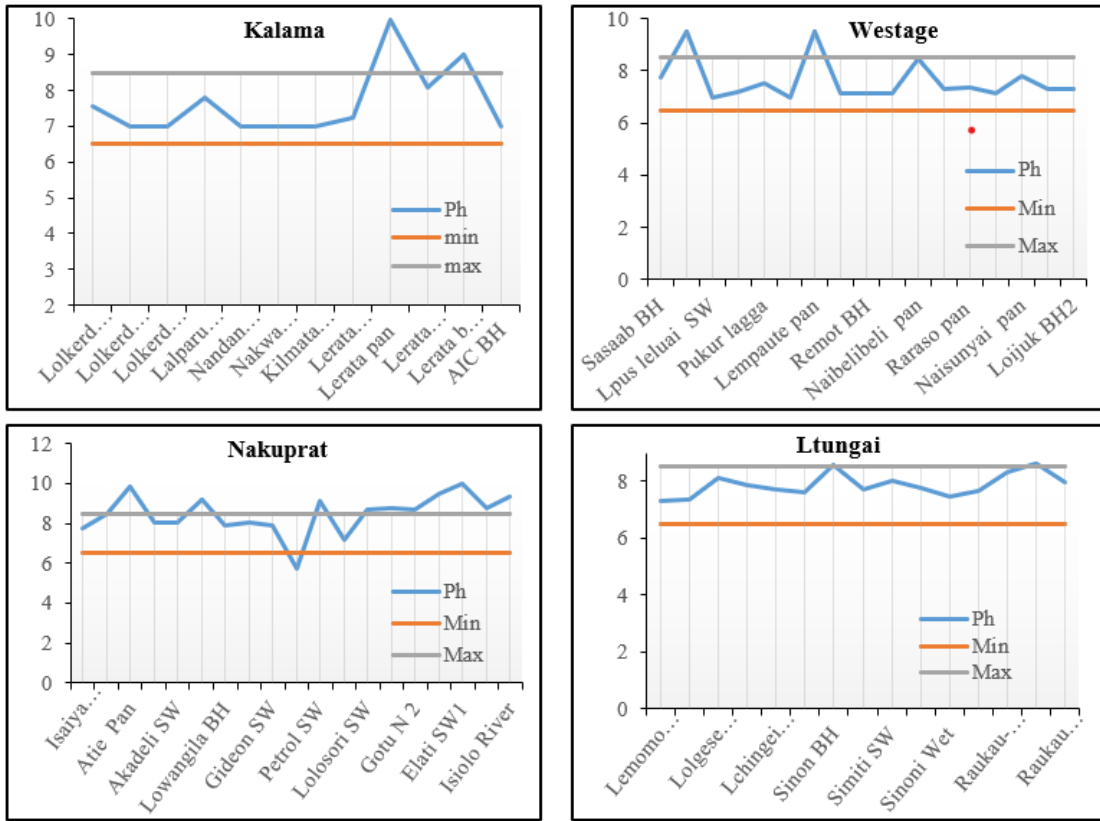 Kalama
10
9
8
7
6
5
4
3
2
Ph
min
max
Lolkerd…
Lolkerd…
Lolkerd…
Lalparu…
Nandan…
Nakwa…
Kilmata…
Lerata…
Lerata pan
Lerata…
Lerata b…
AIC BH
Westage
10
8
6
4
2
0
Ph
Min
Max
Sasaab BH
Lpus leluai SW
Pukur lagga
Lempaute pan
Remot BH
Naibelibeli pan
Raraso pan
Naisunyai pan
Loijuk BH2
Nakuprat
12
10
8
6
4
2
0
Ph
Min
Max
Isaiya…
Atie Pan
Akadeli SW
Lowangila BH
Gideon SW
Petrol SW
Lolosori SW
Gotu N 2
Elati SW1
Isiolo River
Ltungai
8
6
4
2
0
Ph
Min
Max
Lemomo…
Lolgese…
Lchingei…
Sinon BH
Simiti SW
Sinoni Wet
Raukau-…
Raukau…